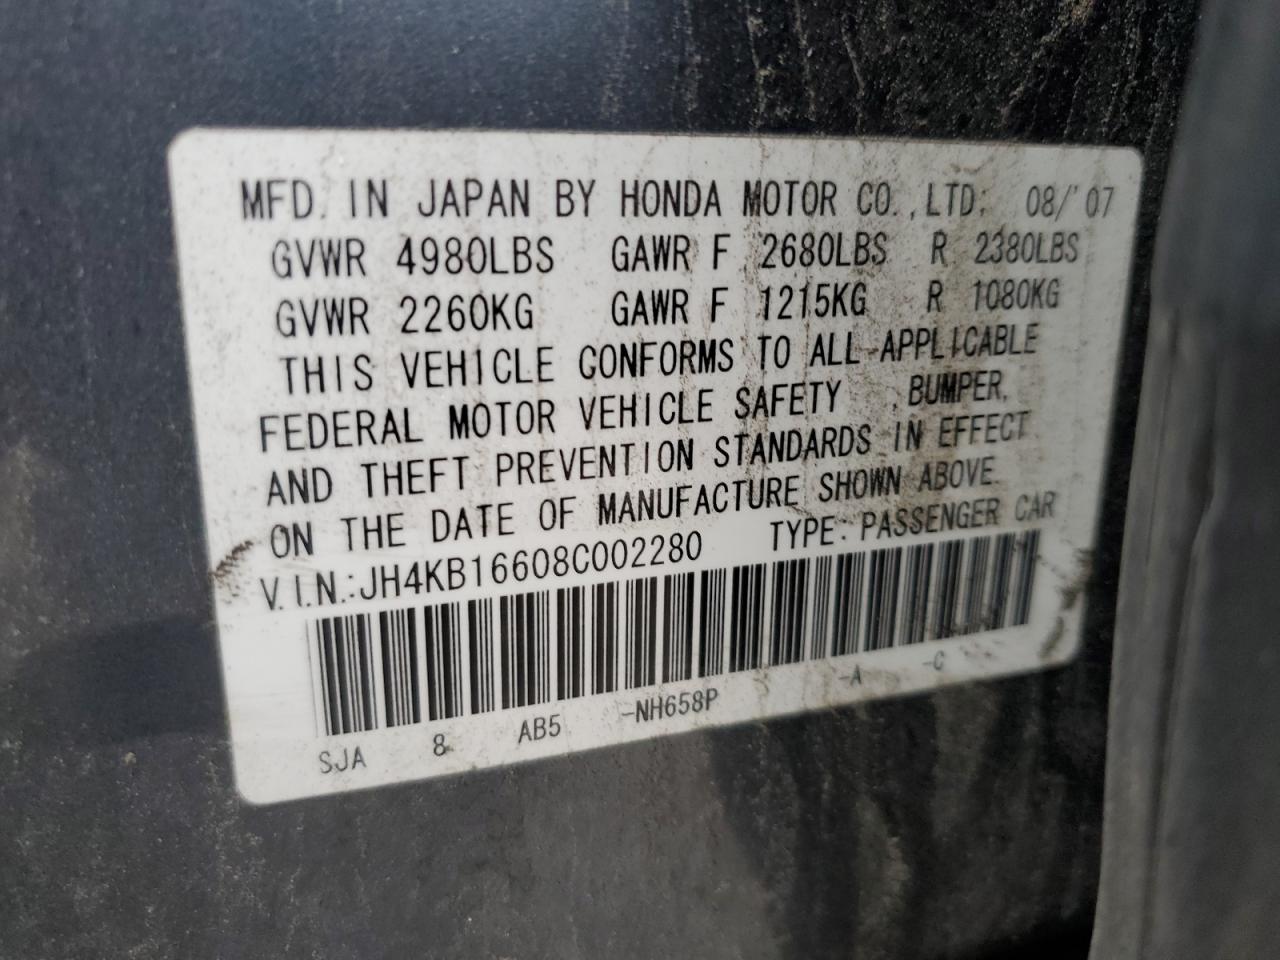 MFD. IN JAPAN BY HONDA MOTOR CO.,LTD. 08/'07
GVWR 4980LBS GAWR F 2680LBS R 2380LBS
GVWR 2260KG GAWR F 1215KG R 1080KG
THIS VEHICLE CONFORMS TO ALL APPLICABLE
FEDERAL MOTOR VEHICLE SAFETY , BUMPER,
AND THEFT PREVENTION STANDARDS IN EFFECT
ON THE DATE OF MANUFACTURE SHOWN ABOVE.
V.I.N.:JH4KB16608C002280 TYPE: PASSENGER CAR
SJA 8 AB5 -NH658P -A -C